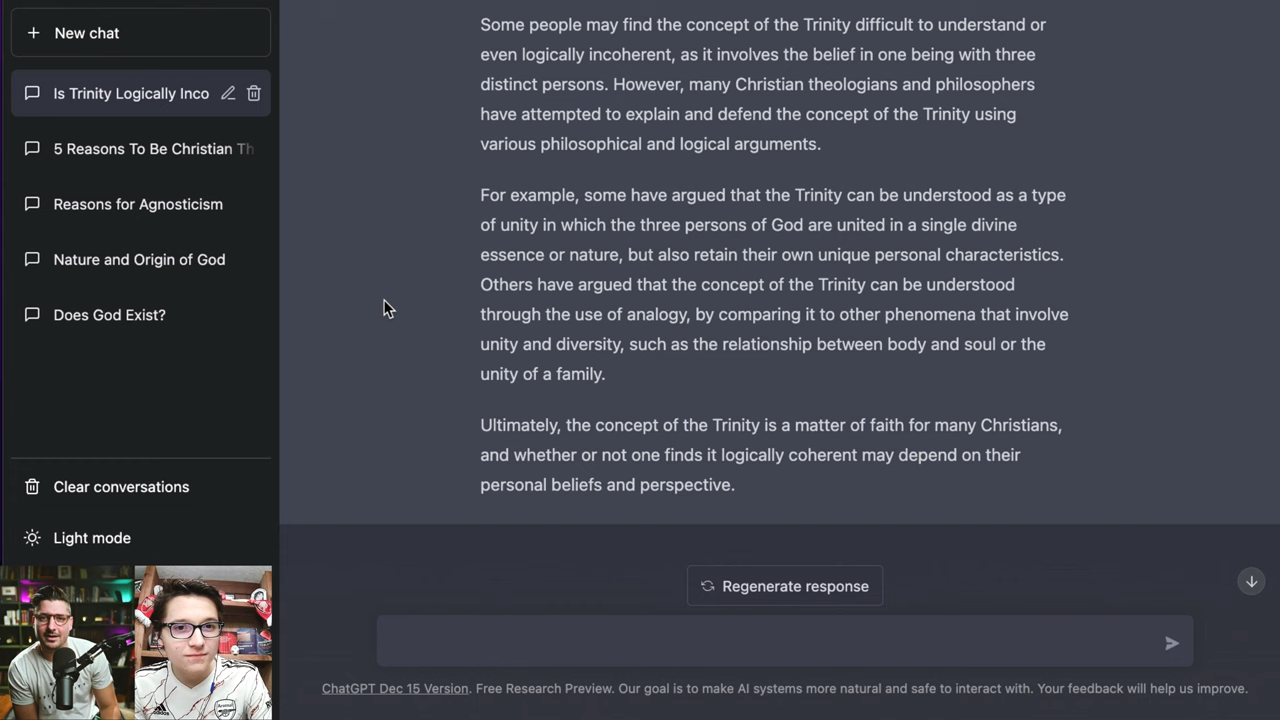 New chat
Is Trinity Logically Inco
5 Reasons To Be Christian Th
Reasons for Agnosticism
Nature and Origin of God
Does God Exist?
Clear conversations
Light mode
Some people may find the concept of the Trinity difficult to understand or
even logically incoherent, as it involves the belief in one being with three
distinct persons. However, many Christian theologians and philosophers
have attempted to explain and defend the concept of the Trinity using
various philosophical and logical arguments.
For example, some have argued that the Trinity can be understood as a type
of unity in which the three persons of God are united in a single divine
essence or nature, but also retain their own unique personal characteristics.
Others have argued that the concept of the Trinity can be understood
through the use of analogy, by comparing it to other phenomena that involve
unity and diversity, such as the relationship between body and soul or the
unity of a family.
Ultimately, the concept of the Trinity is a matter of faith for many Christians,
and whether or not one finds it logically coherent may depend on their
personal beliefs and perspective.
Regenerate response
ChatGPT Dec 15 Version. Free Research Preview. Our goal is to make AI systems more natural and safe to interact with. Your feedback will help us improve.